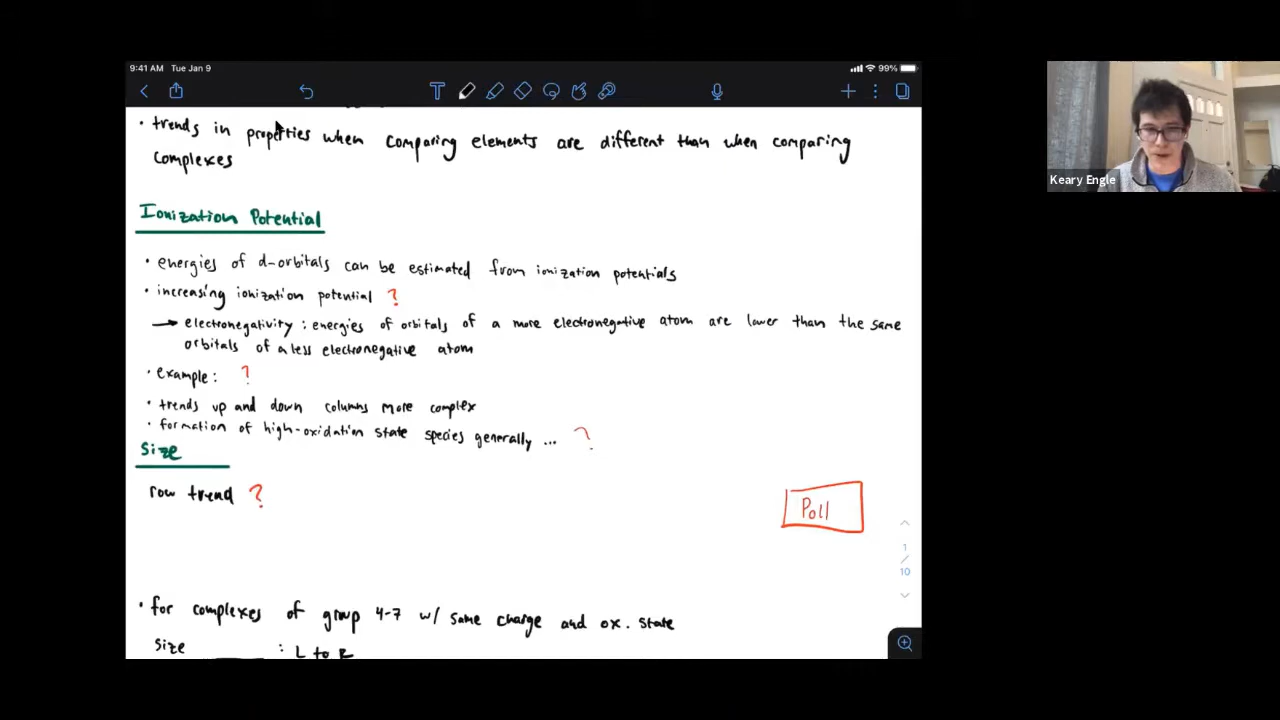 9:41 AM Tue Jan 9
99%
• trends in properties when comparing elements are different than when comparing
complexes
Ionization Potential
• energies of d-orbitals can be estimated from ionization potentials
• increasing ionization potential ?
→ electronegativity : energies of orbitals of a more electronegative atom are lower than the same
orbitals of a less electronegative atom
• example : ?
• trends up and down columns more complex
• formation of high-oxidation state species generally ... ?
Size
row trend ?
Poll
1
/
10
• for complexes of group 4-7 w/ same charge and ox. state
size ____ : L to R
Keary Engle